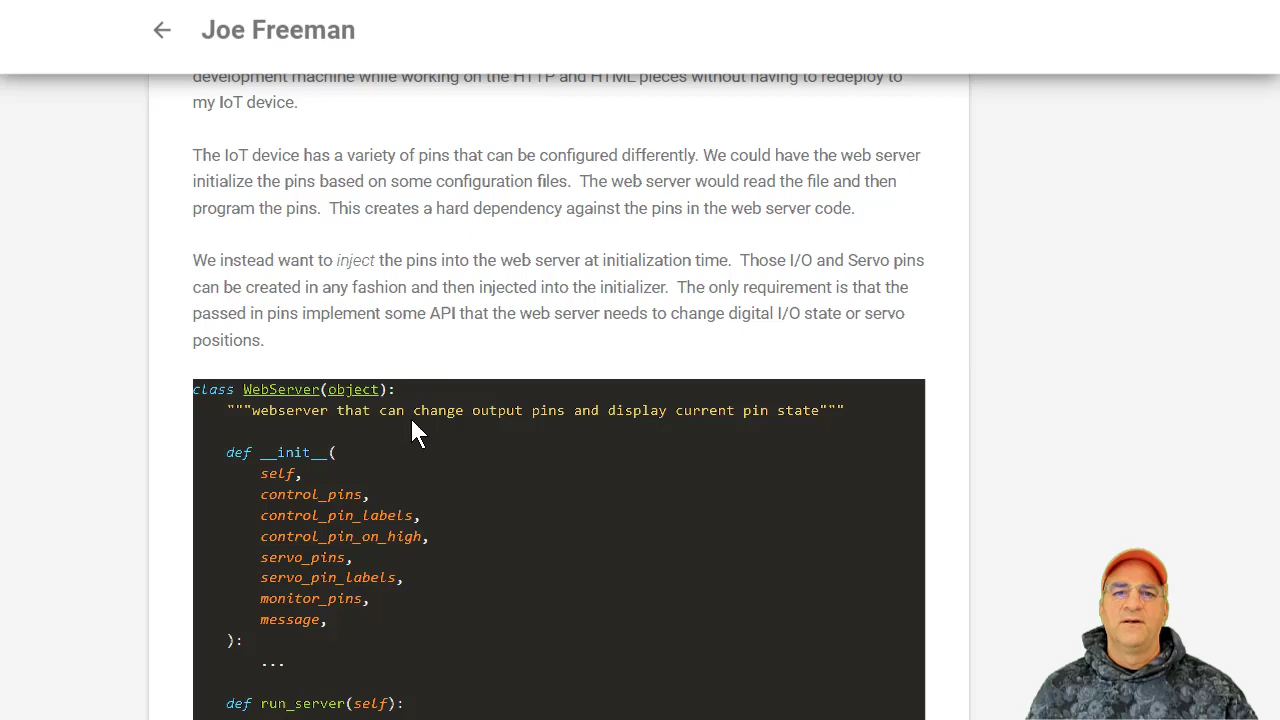 Joe Freeman
development machine while working on the HTTP and HTML pieces without having to redeploy to
my IoT device.
The IoT device has a variety of pins that can be configured differently. We could have the web server
initialize the pins based on some configuration files.  The web server would read the file and then
program the pins.  This creates a hard dependency against the pins in the web server code.
We instead want to inject the pins into the web server at initialization time.  Those I/O and Servo pins
can be created in any fashion and then injected into the initializer.  The only requirement is that the
passed in pins implement some API that the web server needs to change digital I/O state or servo
positions.
class WebServer(object):
    """webserver that can change output pins and display current pin state"""
    def __init__(
        self,
        control_pins,
        control_pin_labels,
        control_pin_on_high,
        servo_pins,
        servo_pin_labels,
        monitor_pins,
        message,
    ):
        ...
    def run_server(self):